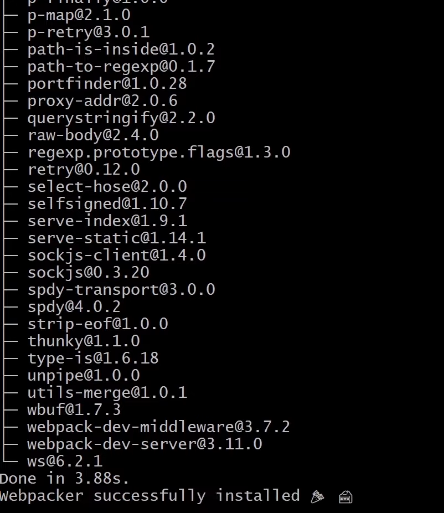 ├─ p-map@2.1.0
├─ p-retry@3.0.1
├─ path-is-inside@1.0.2
├─ path-to-regexp@0.1.7
├─ portfinder@1.0.28
├─ proxy-addr@2.0.6
├─ querystringify@2.2.0
├─ raw-body@2.4.0
├─ regexp.prototype.flags@1.3.0
├─ retry@0.12.0
├─ select-hose@2.0.0
├─ selfsigned@1.10.7
├─ serve-index@1.9.1
├─ serve-static@1.14.1
├─ sockjs-client@1.4.0
├─ sockjs@0.3.20
├─ spdy-transport@3.0.0
├─ spdy@4.0.2
├─ strip-eof@1.0.0
├─ thunky@1.1.0
├─ type-is@1.6.18
├─ unpipe@1.0.0
├─ utils-merge@1.0.1
├─ wbuf@1.7.3
├─ webpack-dev-middleware@3.7.2
├─ webpack-dev-server@3.11.0
└─ ws@6.2.1
Done in 3.88s.
Webpacker successfully installed 🎉 🍰